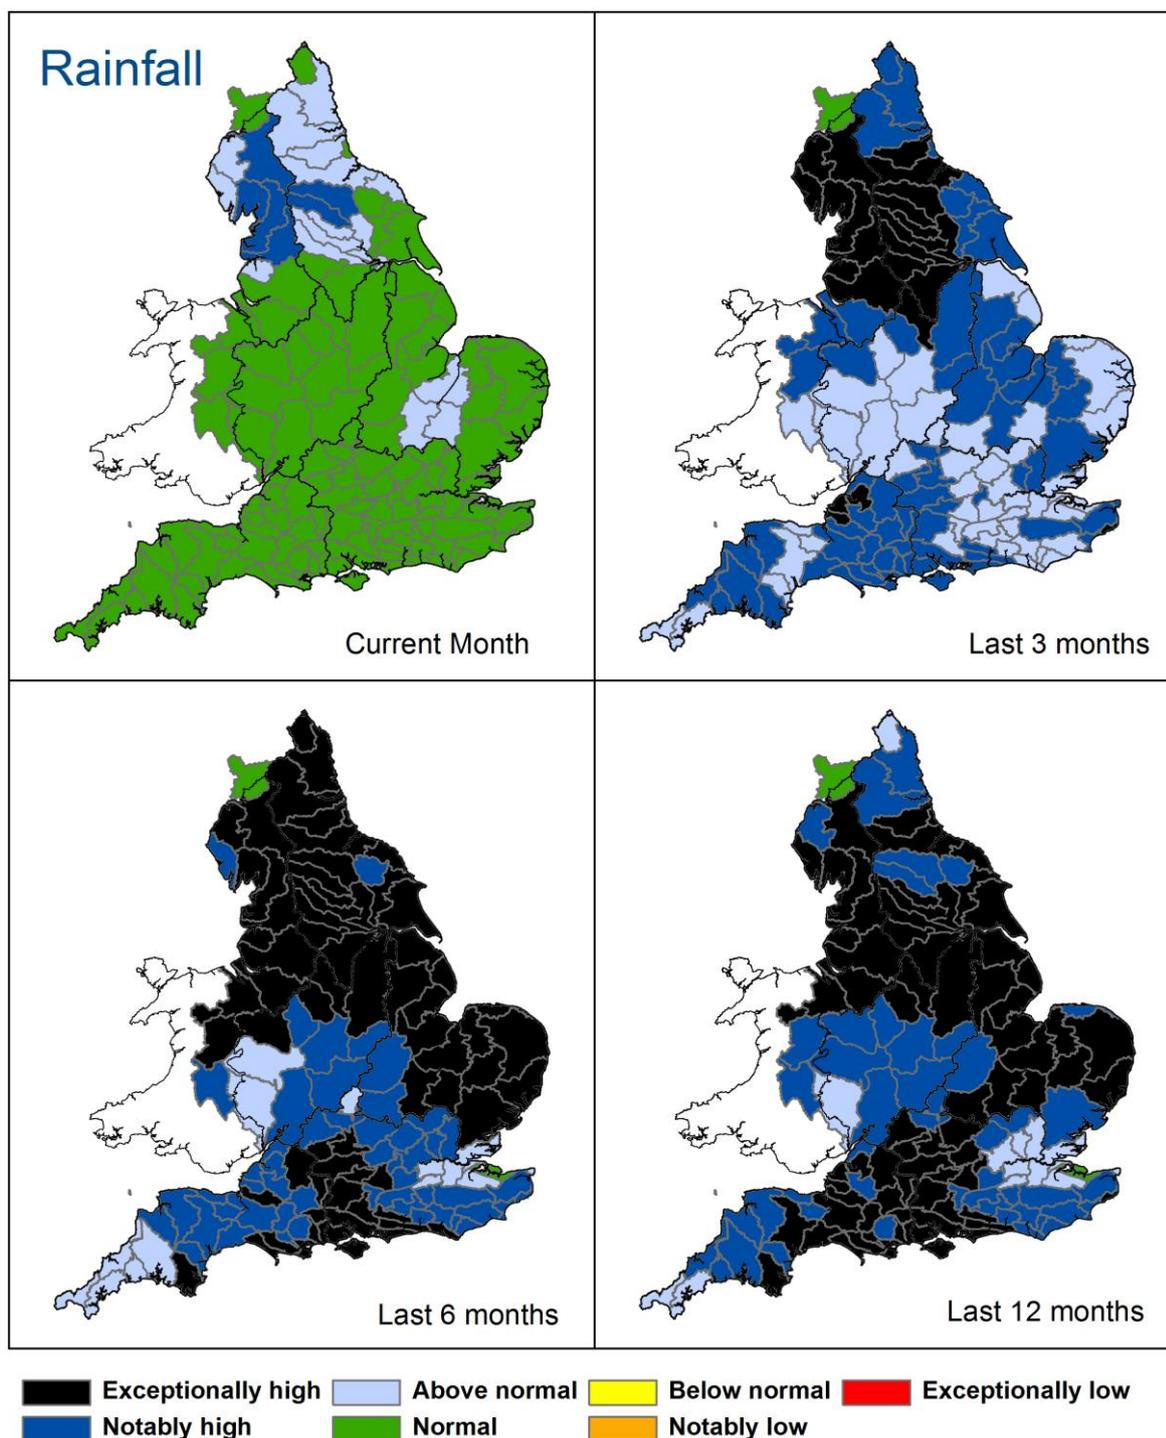 Rainfall
Current Month
Last 3 months
Last 6 months
Last 12 months
Exceptionally high
Above normal
Below normal
Exceptionally low
Notably high
Normal
Notably low